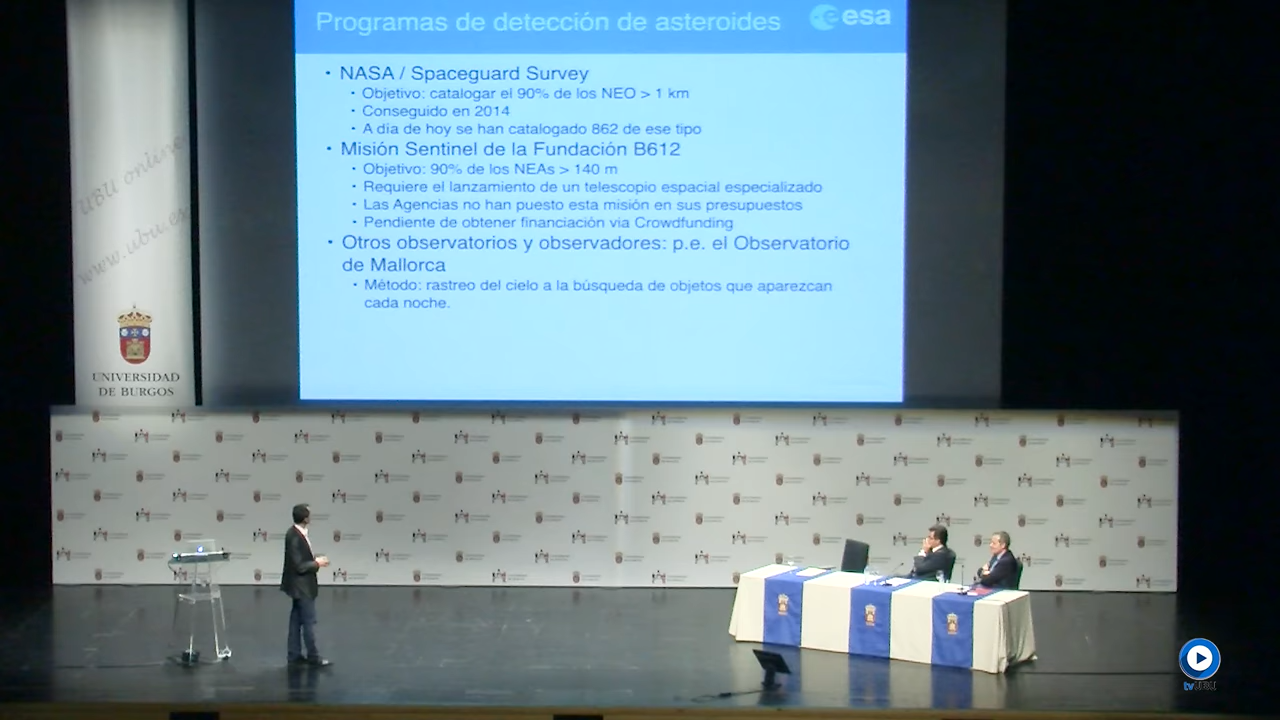 Programas de detección de asteroides
esa
• NASA / Spaceguard Survey
• Objetivo: catalogar el 90% de los NEO > 1 km
• Conseguido en 2014
• A día de hoy se han catalogado 862 de ese tipo
• Misión Sentinel de la Fundación B612
• Objetivo: 90% de los NEAs > 140 m
• Requiere el lanzamiento de un telescopio espacial especializado
• Las Agencias no han puesto esta misión en sus presupuestos
• Pendiente de obtener financiación via Crowdfunding
• Otros observatorios y observadores: p.e. el Observatorio
de Mallorca
• Método: rastreo del cielo a la búsqueda de objetos que aparezcan
cada noche.
UBU online
www.ubu.es
UNIVERSIDAD
DE BURGOS
tv